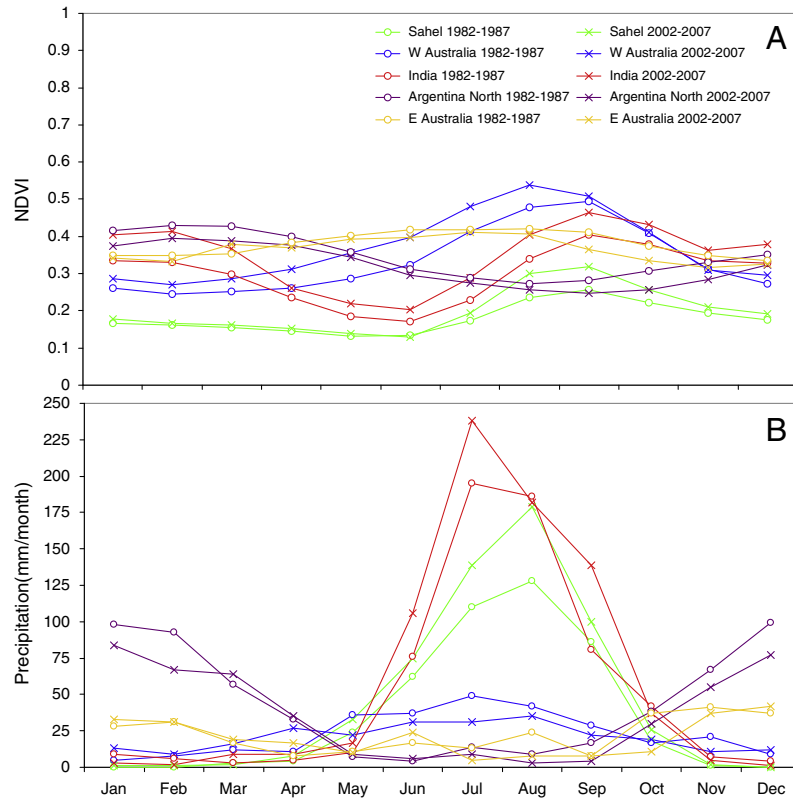 1
0.9
0.8
0.7
0.6
0.5
0.4
0.3
0.2
0.1
0
NDVI
A
Sahel 1982-1987 Sahel 2002-2007
W Australia 1982-1987 W Australia 2002-2007
India 1982-1987 India 2002-2007
Argentina North 1982-1987 Argentina North 2002-2007
E Australia 1982-1987 E Australia 2002-2007
250
225
200
175
150
125
100
75
50
25
0
Precipitation(mm/month)
B
Jan Feb Mar Apr May Jun Jul Aug Sep Oct Nov Dec